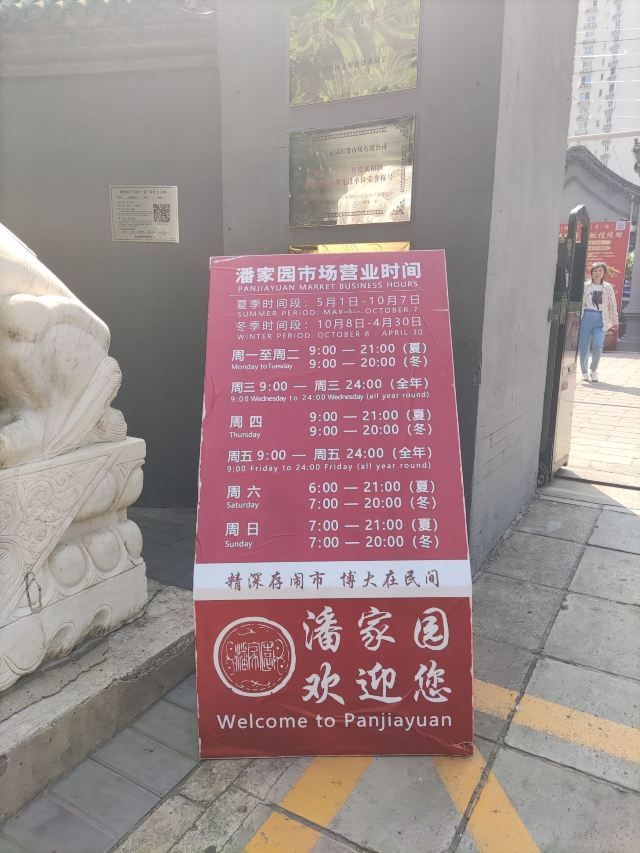 潘家园市场营业时间
PANJIAYUAN MARKET BUSINESS HOURS
夏季时间段：5月1日-10月7日
SUMMER PERIOD: MAY 1 - OCTOBER 7
冬季时间段：10月8日-4月30日
WINTER PERIOD: OCTOBER 8 APRIL 30
周一至周二 9:00 — 21:00（夏）
Monday to Tuesday 9:00 — 20:00（冬）
周三 9:00 — 周三 24:00（全年）
9:00 Wednesday to 24:00 Wednesday (all year round)
周四 9:00 — 21:00（夏）
Thursday 9:00 — 20:00（冬）
周五 9:00 — 周五 24:00（全年）
9:00 Friday to 24:00 Friday (all year round)
周六 6:00 — 21:00（夏）
Saturday 7:00 — 20:00（冬）
周日 7:00 — 21:00（夏）
Sunday 7:00 — 20:00（冬）
精深存闹市 博大在民间
潘家园
潘家园
欢迎您
Welcome to Panjiayuan